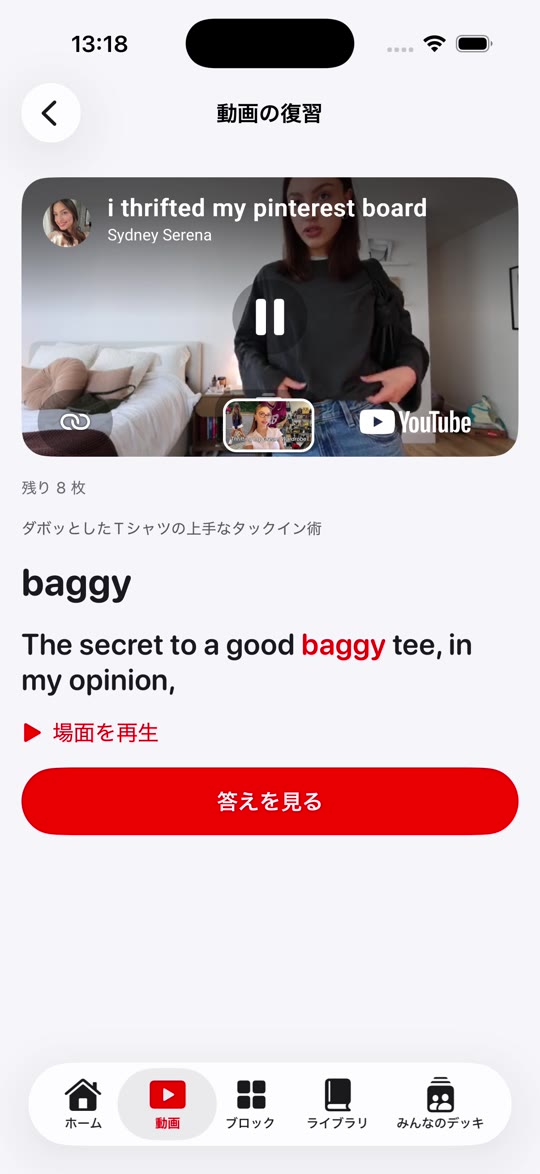 13:18
動画の復習
i thrifted my pinterest board
Sydney Serena
YouTube
残り 8 枚
ダボッとしたTシャツの上手なタックイン術
baggy
The secret to a good baggy tee, in
my opinion,
場面を再生
答えを見る
ホーム
動画
ブロック
ライブラリ
みんなのデッキ